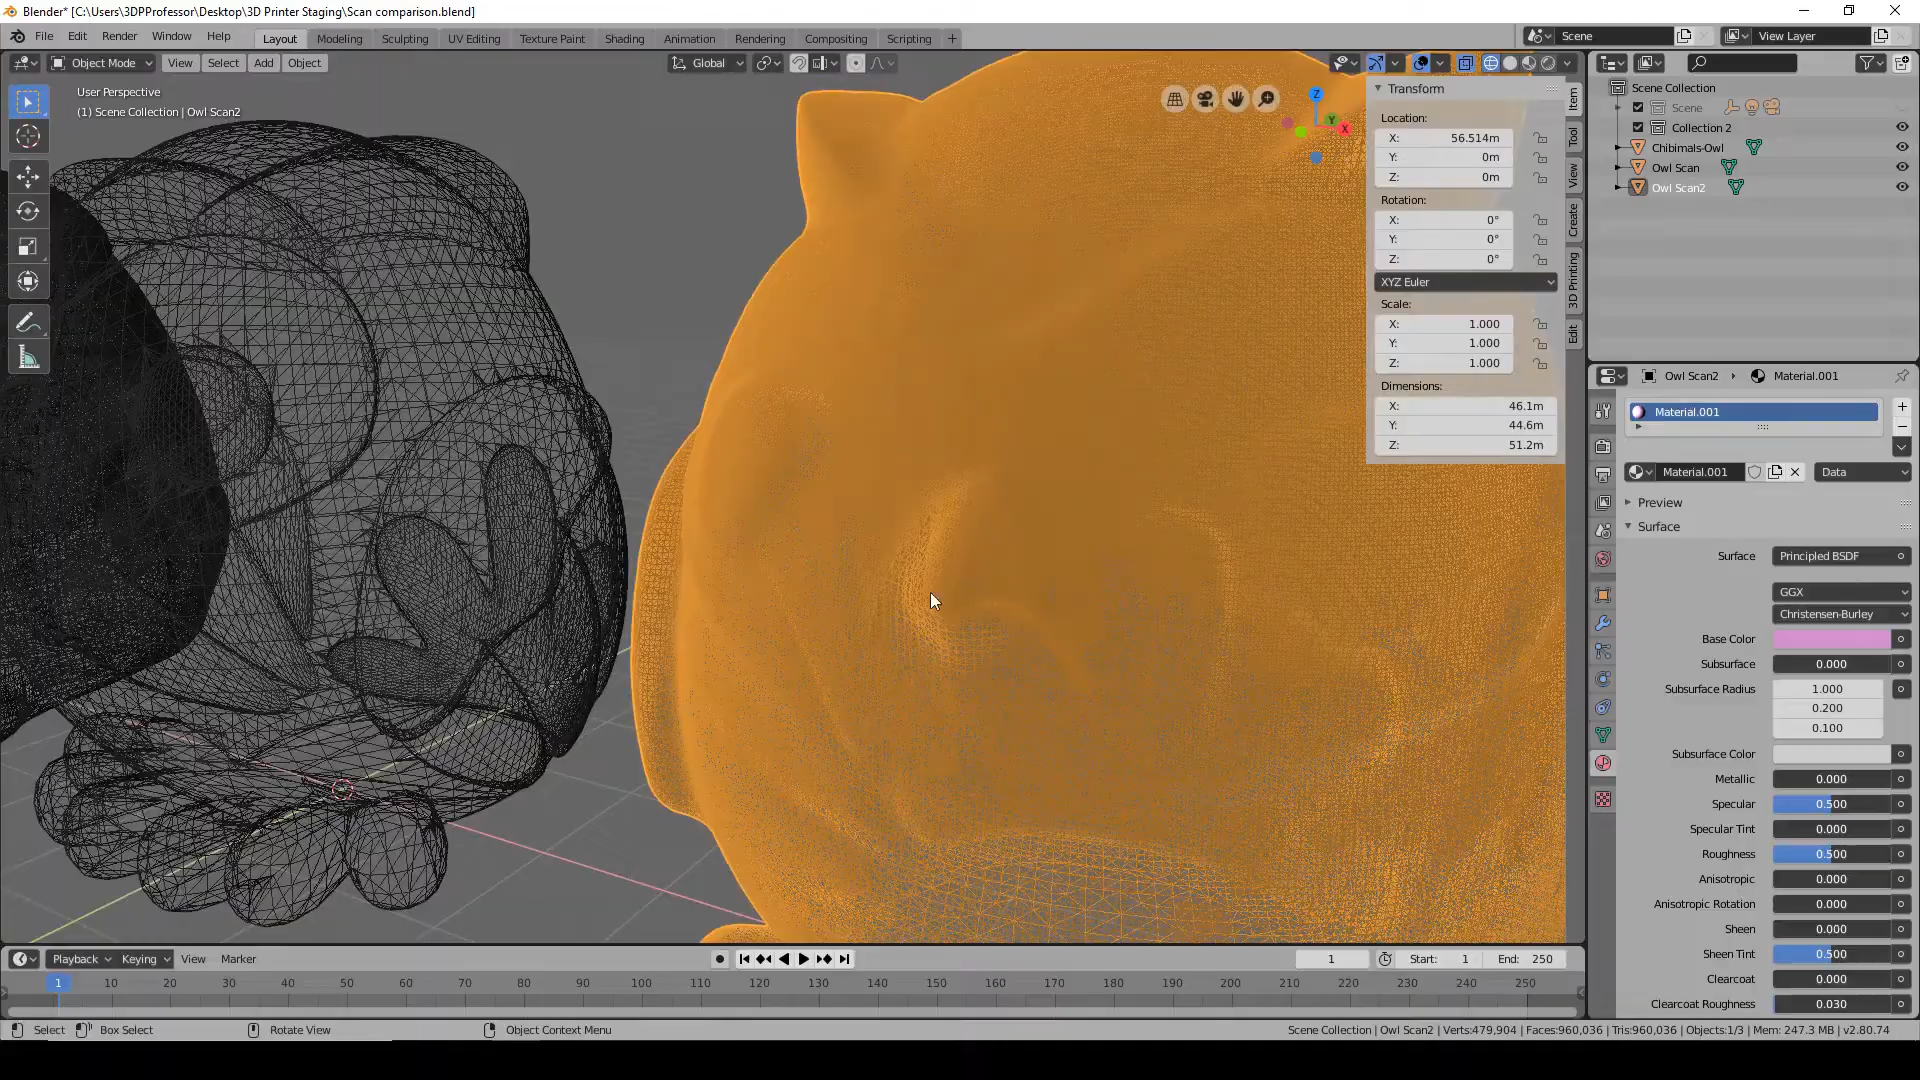 Blender* [C:\Users\3DPProfessor\Desktop\3D Printer Staging\Scan comparison.blend]
File Edit Render Window Help Layout Modeling Sculpting UV Editing Texture Paint Shading Animation Rendering Compositing Scripting + Scene View Layer
Object Mode View Select Add Object Global
User Perspective
(1) Scene Collection | Owl Scan2
Z
Y
X
Transform
Location:
X: 56.514m
Y: 0m
Z: 0m
Rotation:
X: 0°
Y: 0°
Z: 0°
XYZ Euler
Scale:
X: 1.000
Y: 1.000
Z: 1.000
Dimensions:
X: 46.1m
Y: 44.6m
Z: 51.2m
Item
Tool
View
Create
3D Printing
Edit
Scene Collection
Scene
Collection 2
Chibimals-Owl
Owl Scan
Owl Scan2
Owl Scan2 Material.001
Material.001
Material.001 Data
Preview
Surface
Surface Principled BSDF
GGX
Christensen-Burley
Base Color
Subsurface 0.000
Subsurface Radius 1.000
0.200
0.100
Subsurface Color
Metallic 0.000
Specular 0.500
Specular Tint 0.000
Roughness 0.500
Anisotropic 0.000
Anisotropic Rotation 0.000
Sheen 0.000
Sheen Tint 0.500
Clearcoat 0.000
Clearcoat Roughness 0.030
Playback Keying View Marker 1 Start: 1 End: 250
1 10 20 30 40 50 60 70 80 90 100 110 120 130 140 150 160 170 180 190 200 210 220 230 240 250
Select Box Select Rotate View Object Context Menu Scene Collection | Owl Scan2 | Verts:479,904 | Faces:960,036 | Tris:960,036 | Objects:1/3 | Mem: 247.3 MB | v2.80.74